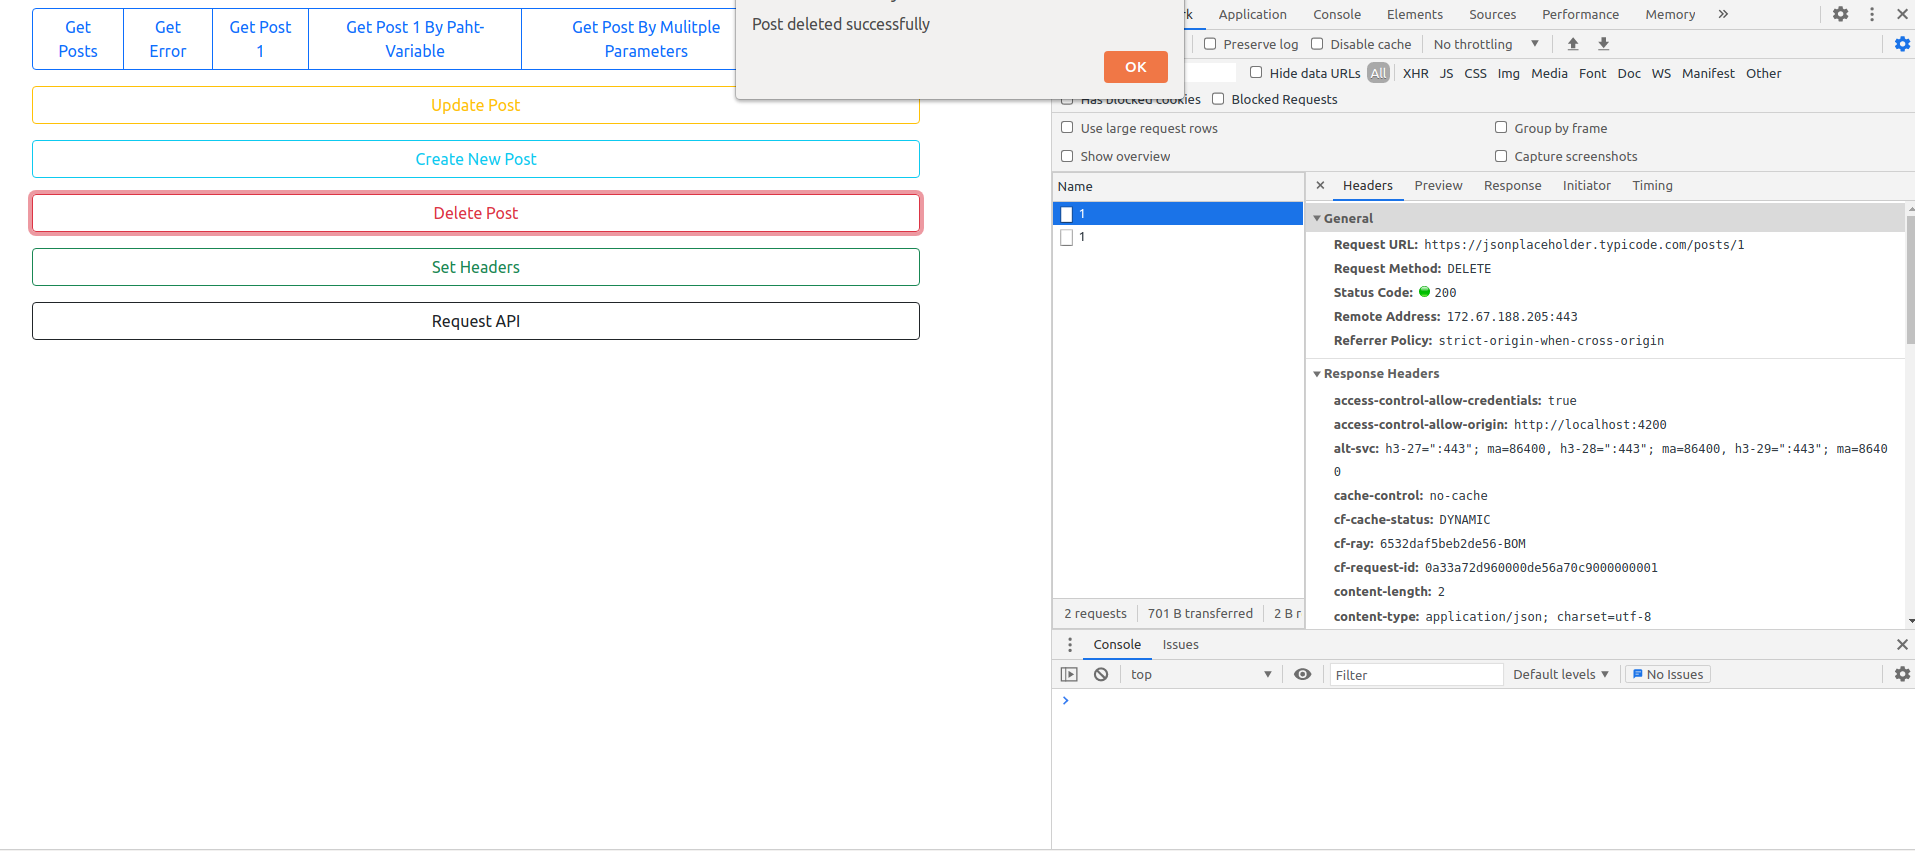 Get Posts
Get Error
Get Post 1
Get Post 1 By Paht-Variable
Get Post By Mulitple Parameters
Update Post
Create New Post
Delete Post
Set Headers
Request API
Post deleted successfully
OK
Application Console Elements Sources Performance Memory »
Preserve log Disable cache No throttling
Hide data URLs All XHR JS CSS Img Media Font Doc WS Manifest Other
Has blocked cookies Blocked Requests
Use large request rows Group by frame
Show overview Capture screenshots
Name
1
1
2 requests 701 B transferred 2 B r
× Headers Preview Response Initiator Timing
General
Request URL: https://jsonplaceholder.typicode.com/posts/1
Request Method: DELETE
Status Code: 200
Remote Address: 172.67.188.205:443
Referrer Policy: strict-origin-when-cross-origin
Response Headers
access-control-allow-credentials: true
access-control-allow-origin: http://localhost:4200
alt-svc: h3-27=":443"; ma=86400, h3-28=":443"; ma=86400, h3-29=":443"; ma=8640
0
cache-control: no-cache
cf-cache-status: DYNAMIC
cf-ray: 6532daf5beb2de56-BOM
cf-request-id: 0a33a72d960000de56a70c9000000001
content-length: 2
content-type: application/json; charset=utf-8
Console Issues
top Filter Default levels No Issues